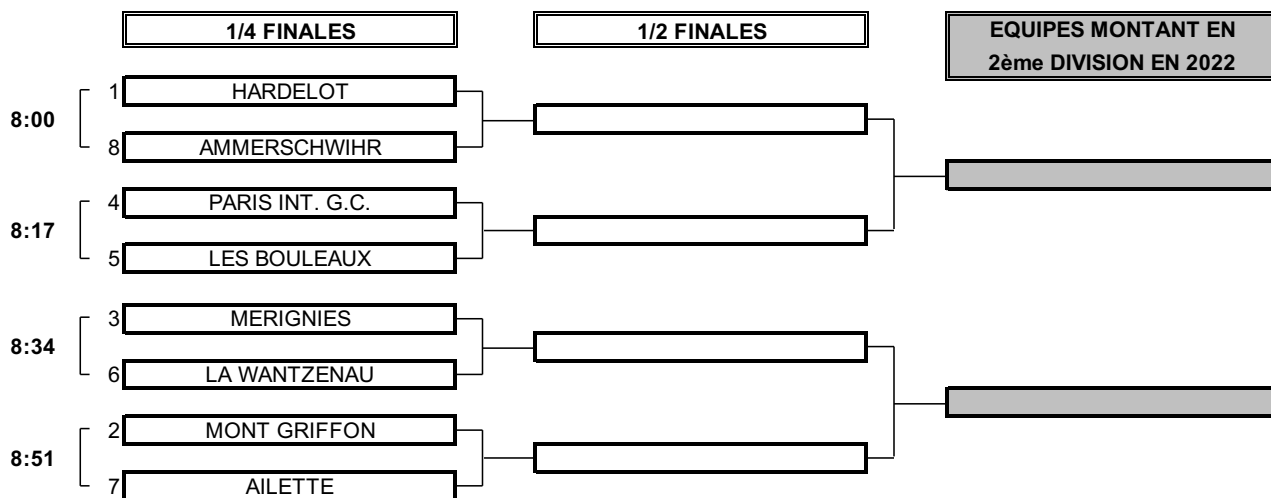 1/4 FINALES
1/2 FINALES
EQUIPES MONTANT EN
2ème DIVISION EN 2022
1 HARDELOT
8:00
8 AMMERSCHWIHR
4 PARIS INT. G.C.
8:17
5 LES BOULEAUX
3 MERIGNIES
8:34
6 LA WANTZENAU
2 MONT GRIFFON
8:51
7 AILETTE